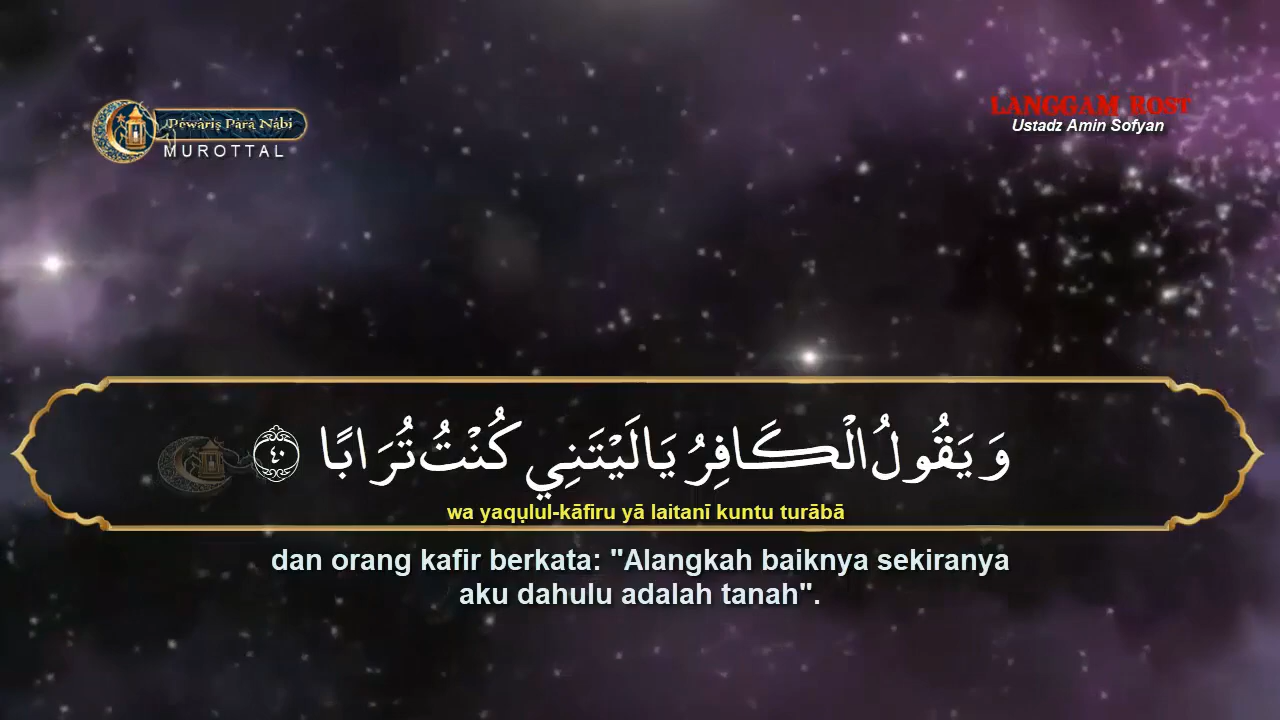 Pewaris Para Nabi
MUROTTAL
LANGGAM ROST
Ustadz Amin Sofyan
وَيَقُولُ الْكَافِرُ يَالَيْتَنِي كُنْتُ تُرَابًا ٤٠
wa yaqụlul-kāfiru yā laitanī kuntu turābā
dan orang kafir berkata: "Alangkah baiknya sekiranya
aku dahulu adalah tanah".